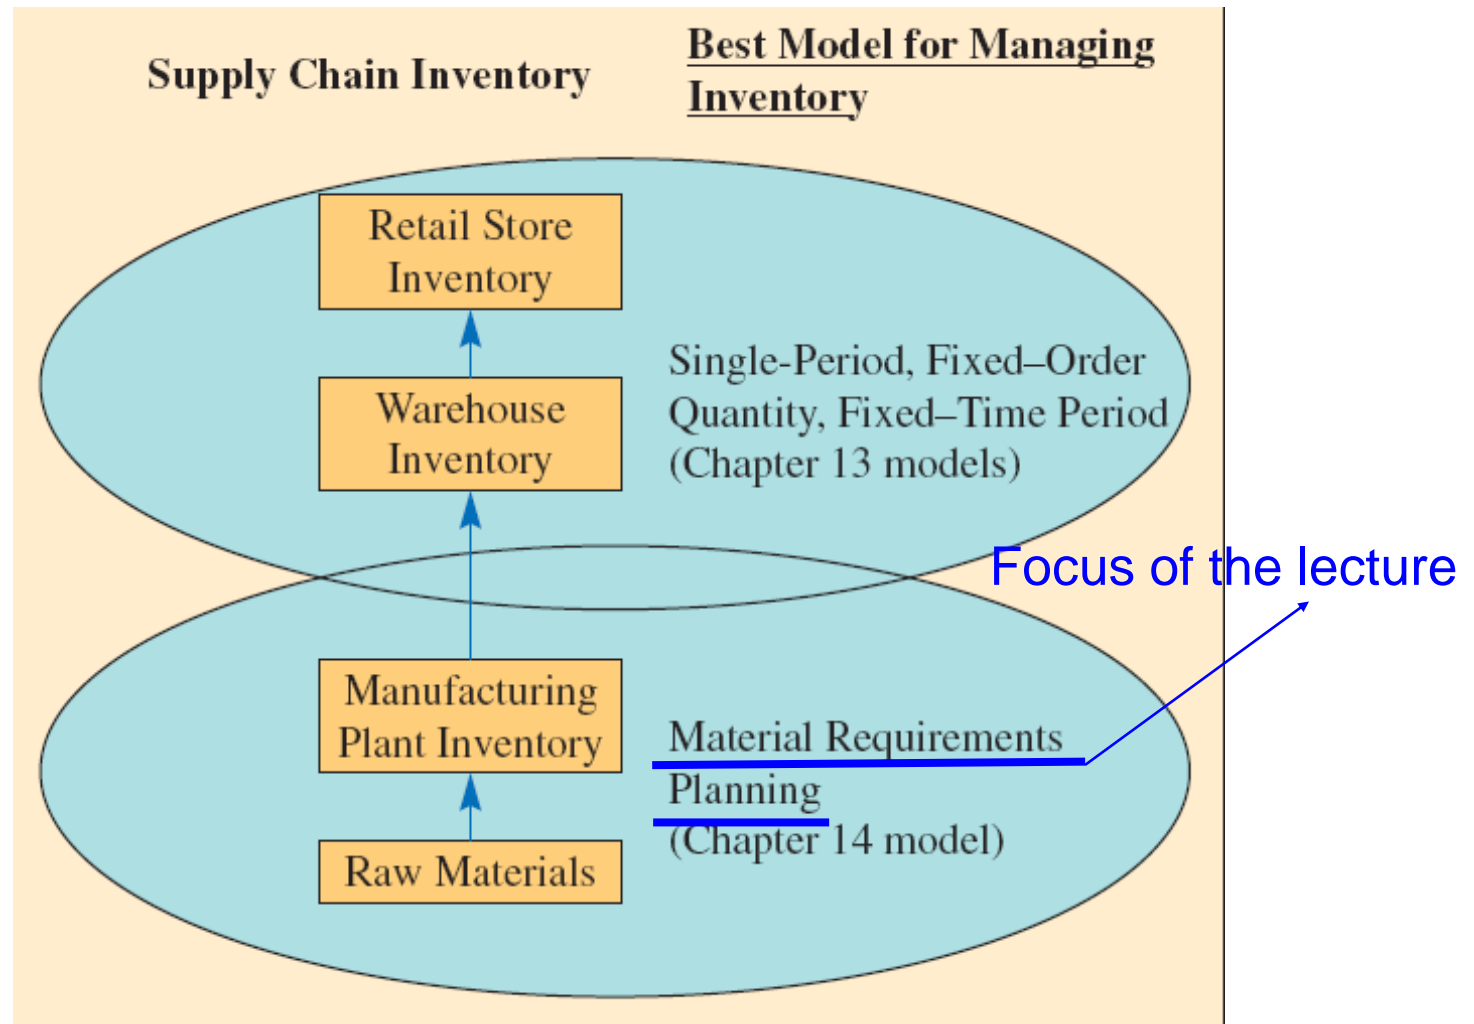 Supply Chain Inventory
Best Model for Managing
Inventory
Retail Store
Inventory
Warehouse
Inventory
Single-Period, Fixed–Order
Quantity, Fixed–Time Period
(Chapter 13 models)
Focus of the lecture
Manufacturing
Plant Inventory
Material Requirements
Planning
(Chapter 14 model)
Raw Materials